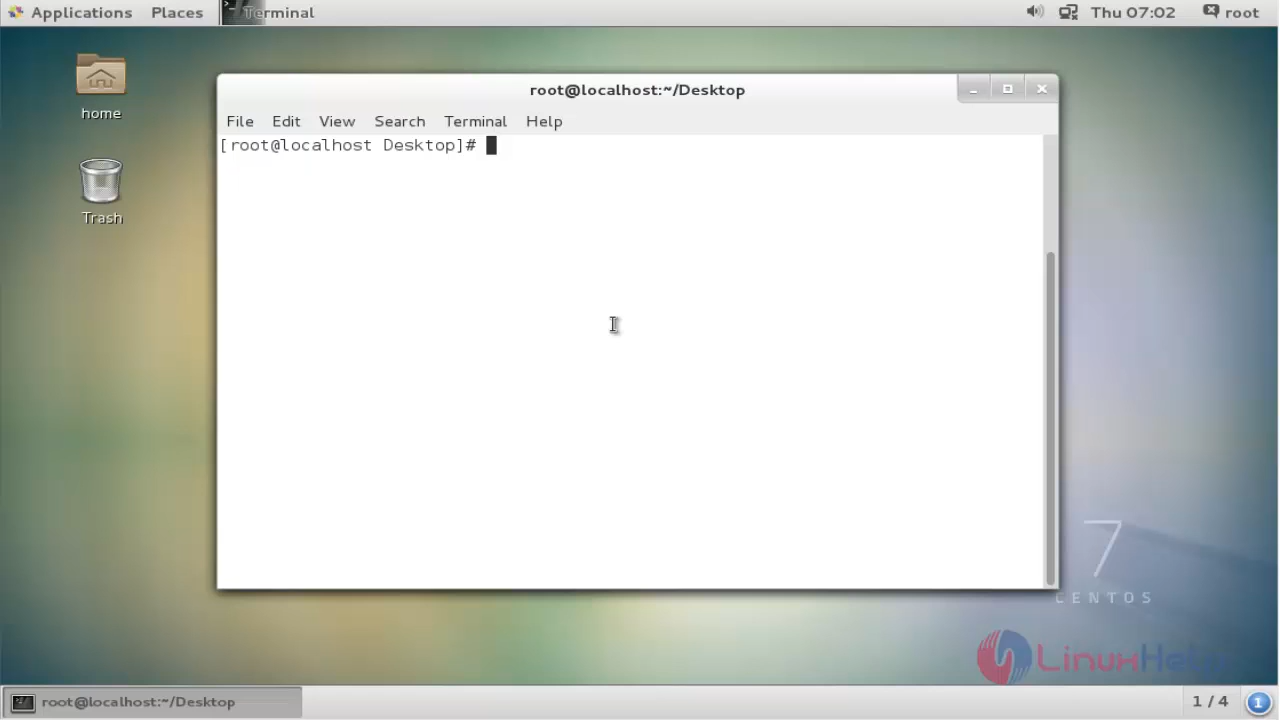 Applications Places Terminal Thu 07:02 root
home
Trash
root@localhost:~/Desktop
File Edit View Search Terminal Help
[root@localhost Desktop]#
7
CENTOS
LinuxHelp
root@localhost:~/Desktop 1 / 4 1